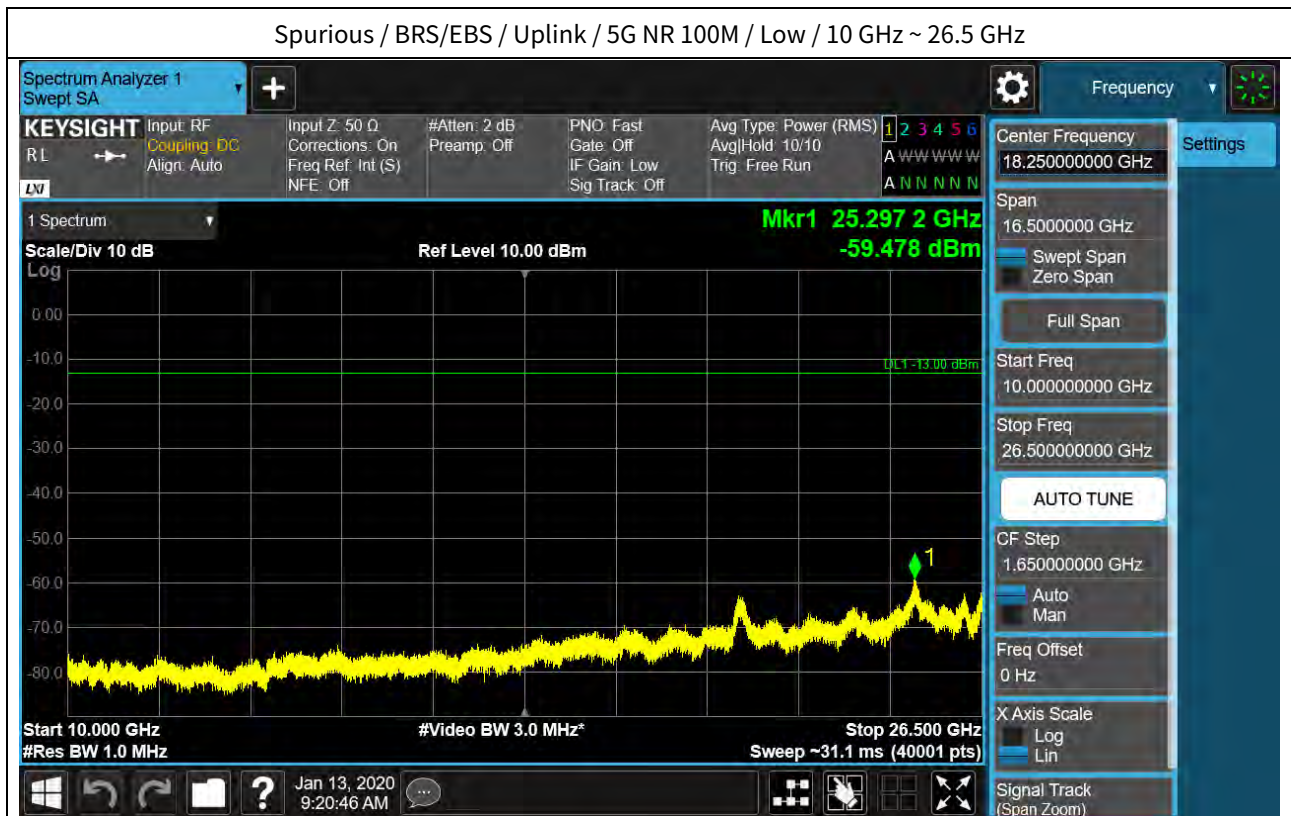 Spurious / BRS/EBS / Uplink / 5G NR 100M / Low / 10 GHz ~ 26.5 GHz
Spectrum Analyzer 1
Swept SA
+
Frequency
KEYSIGHT
RL
LXI
Input: RF
Coupling: DC
Align: Auto
Input Z: 50 Ω
Corrections: On
Freq Ref: Int (S)
NFE: Off
#Atten: 2 dB
Preamp: Off
PNO: Fast
Gate: Off
IF Gain: Low
Sig Track: Off
Avg Type: Power (RMS)
Avg|Hold: 10/10
Trig: Free Run
1 2 3 4 5 6
A W W W W W
A N N N N N
1 Spectrum
Mkr1 25.297 2 GHz
Scale/Div 10 dB
Ref Level 10.00 dBm
-59.478 dBm
Log
0.00
-10.0
DL1 -13.00 dBm
-20.0
-30.0
-40.0
-50.0
1
-60.0
-70.0
-80.0
Start 10.000 GHz
#Video BW 3.0 MHz*
Stop 26.500 GHz
#Res BW 1.0 MHz
Sweep ~31.1 ms (40001 pts)
Center Frequency
18.250000000 GHz
Settings
Span
16.5000000 GHz
Swept Span
Zero Span
Full Span
Start Freq
10.000000000 GHz
Stop Freq
26.500000000 GHz
AUTO TUNE
CF Step
1.650000000 GHz
Auto
Man
Freq Offset
0 Hz
X Axis Scale
Log
Lin
Signal Track
(Span Zoom)
?
Jan 13, 2020
9:20:46 AM